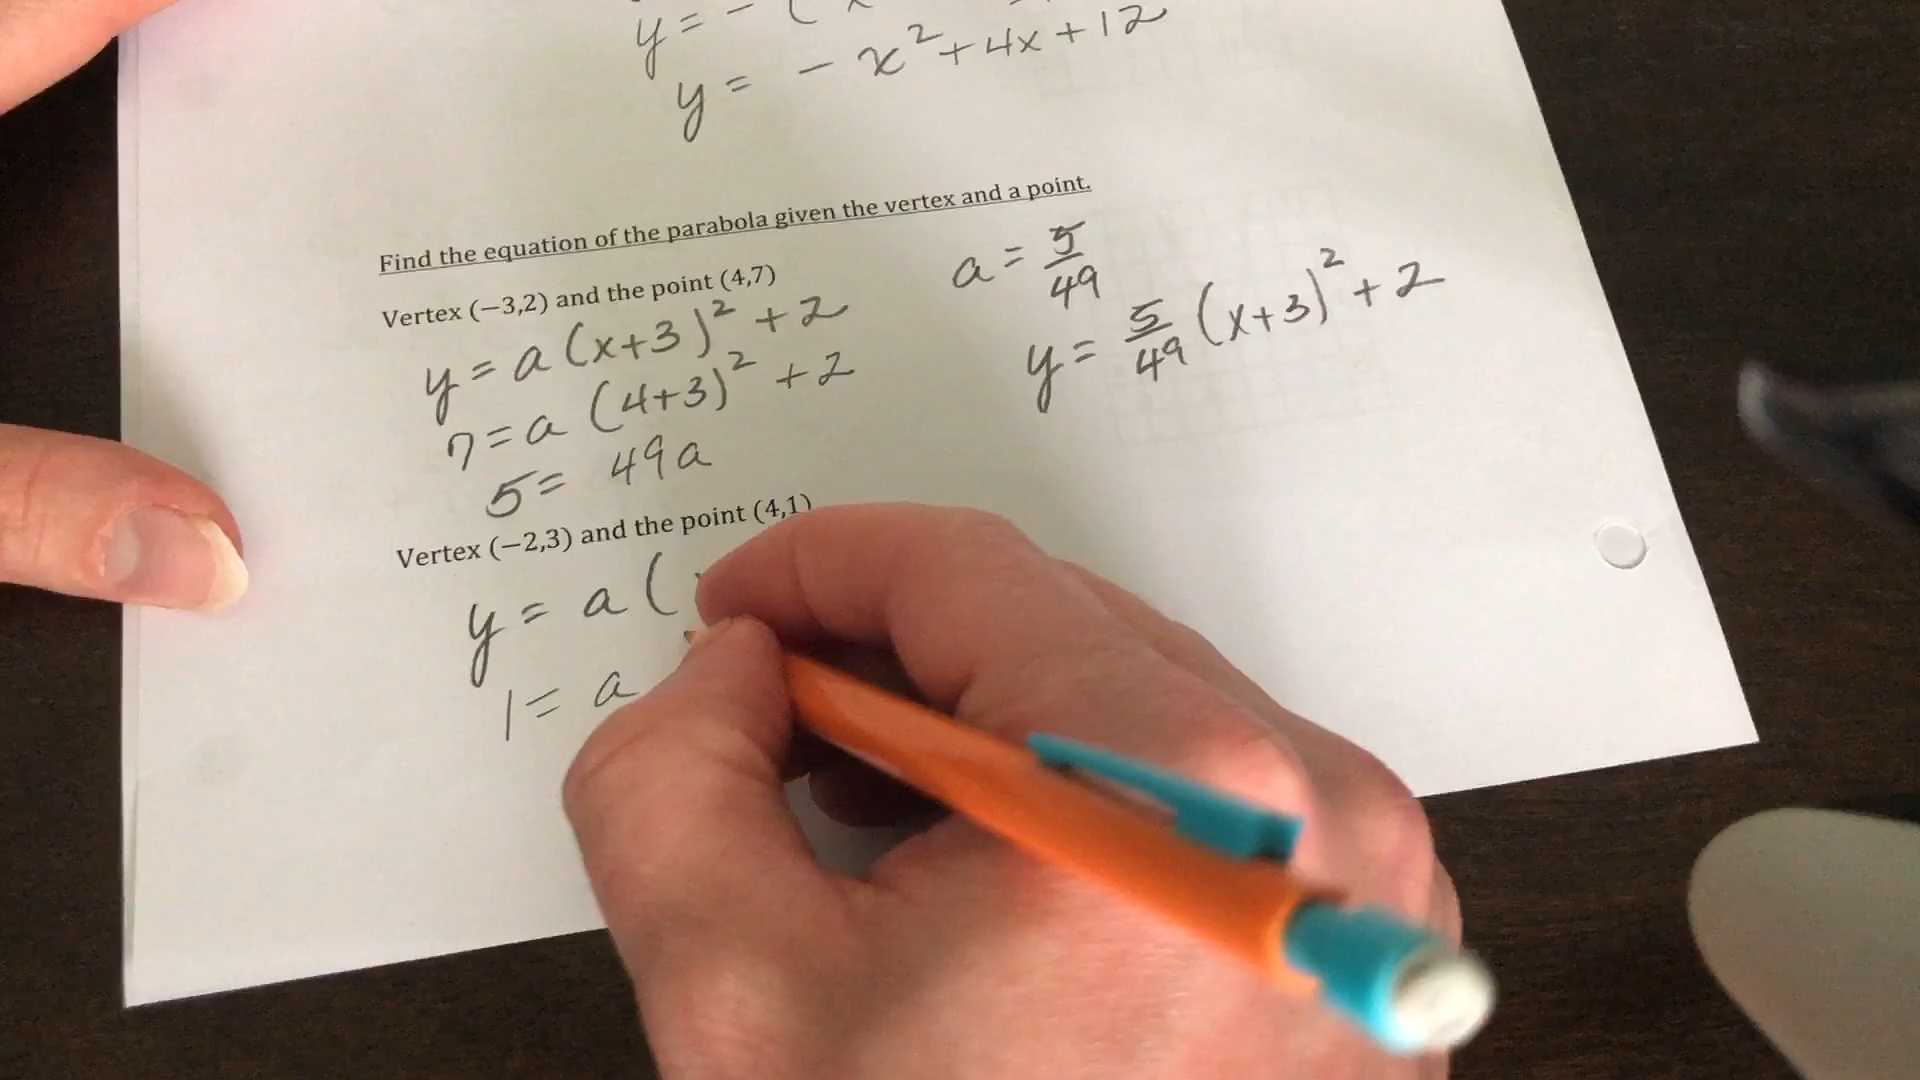 y = - (
y = - x² + 4x + 12
Find the equation of the parabola given the vertex and a point.
Vertex (−3,2) and the point (4,7)
y = a (x+3)² + 2
7 = a (4+3)² + 2
5 = 49a
a = 5/49
y = 5/49 (x+3)² + 2
Vertex (−2,3) and the point (4,1)
y = a (
1 = a